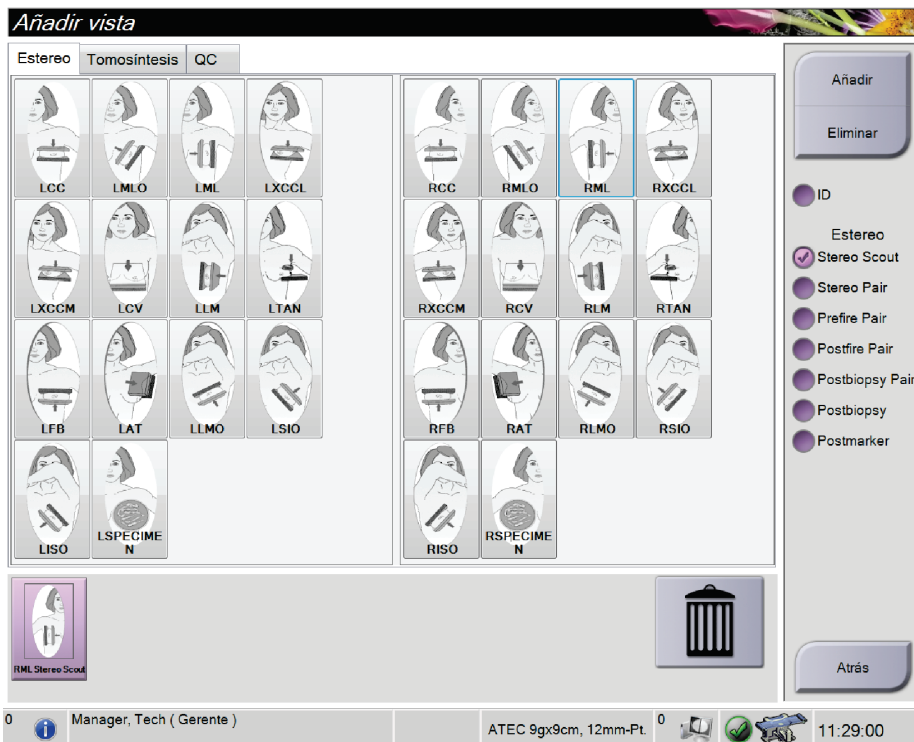 Añadir vista
Estereo Tomosíntesis QC
LCC LMLO LML LXCCL
RCC RMLO RML RXCCL
LXCCM LCV LLM LTAN
RXCCM RCV RLM RTAN
LFB LAT LLMO LSIO
RFB RAT RLMO RSIO
LISO LSPECIME
N
RISO RSPECIME
N
Añadir
Eliminar
ID
Estereo
Stereo Scout
Stereo Pair
Prefire Pair
Postfire Pair
Postbiopsy Pair
Postbiopsy
Postmarker
RML Stereo Scout
Atrás
0 Manager, Tech ( Gerente ) ATEC 9gx9cm, 12mm-Pt. 0 11:29:00